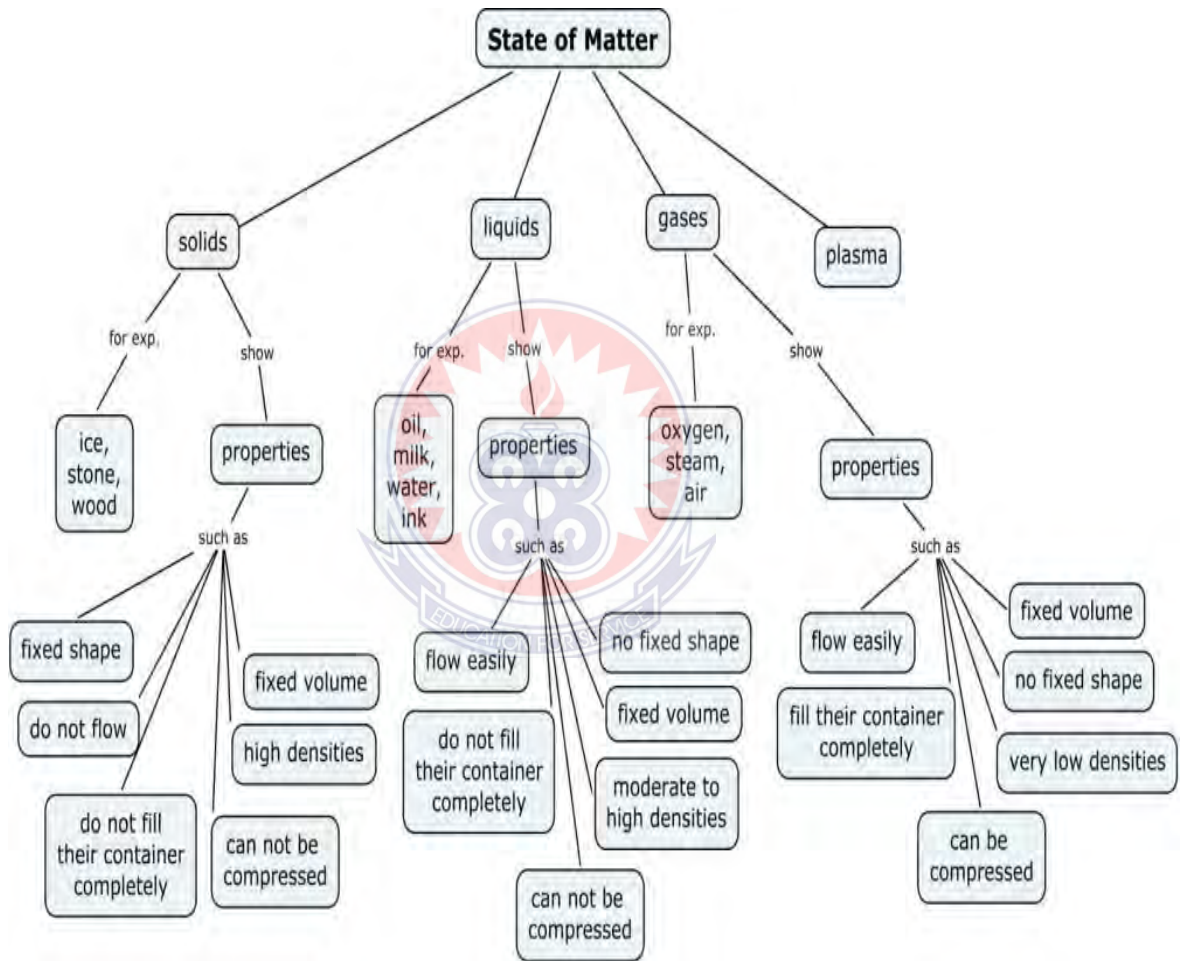 State of Matter
solids
liquids
gases
plasma
for exp.
show
for exp.
show
for exp.
show
ice,
stone,
wood
properties
oil,
milk,
water,
ink
properties
oxygen,
steam,
air
properties
such as
such as
such as
fixed shape
do not flow
do not fill
their container
completely
can not be
compressed
high densities
fixed volume
flow easily
do not fill
their container
completely
can not be
compressed
moderate to
high densities
fixed volume
no fixed shape
flow easily
fill their container
completely
can be
compressed
very low densities
no fixed shape
fixed volume
EDUCATION FOR SERVICE